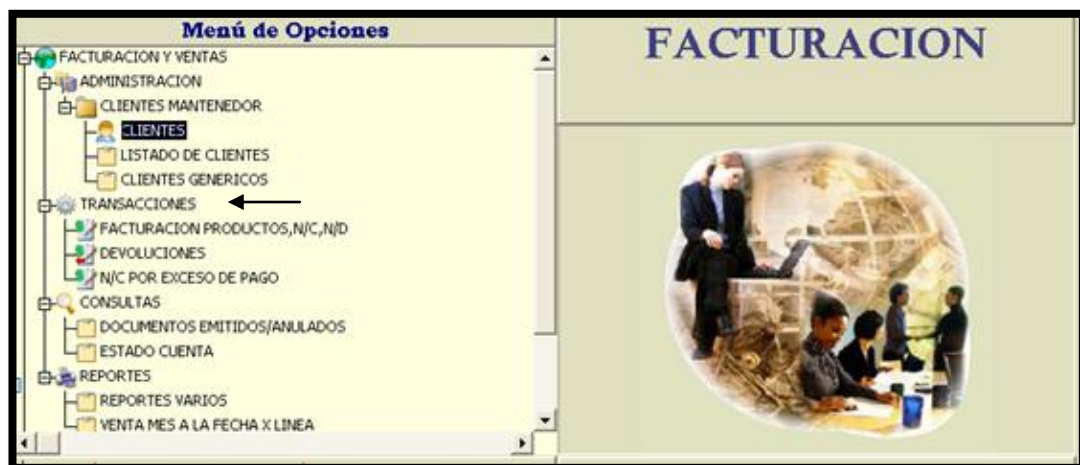 Menú de Opciones
FACTURACION Y VENTAS
ADMINISTRACION
CLIENTES MANTENEDOR
CLIENTES
LISTADO DE CLIENTES
CLIENTES GENERICOS
TRANSACCIONES
FACTURACION PRODUCTOS,N/C,N/D
DEVOLUCIONES
N/C POR EXCESO DE PAGO
CONSULTAS
DOCUMENTOS EMITIDOS/ANULADOS
ESTADO CUENTA
REPORTES
REPORTES VARIOS
VENTA MES A LA FECHA X LINEA
FACTURACION